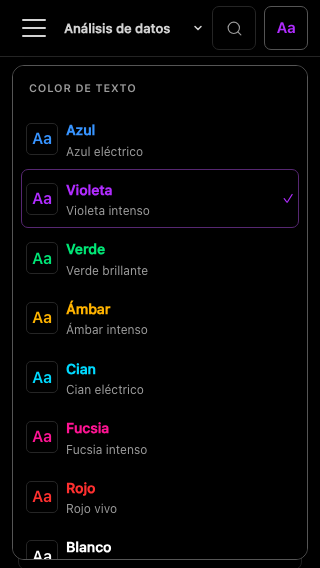 Análisis de datos
Aa
COLOR DE TEXTO
Aa
Azul
Azul eléctrico
Aa
Violeta
Violeta intenso
Aa
Verde
Verde brillante
Aa
Ámbar
Ámbar intenso
Aa
Cian
Cian eléctrico
Aa
Fucsia
Fucsia intenso
Aa
Rojo
Rojo vivo
Aa
Blanco